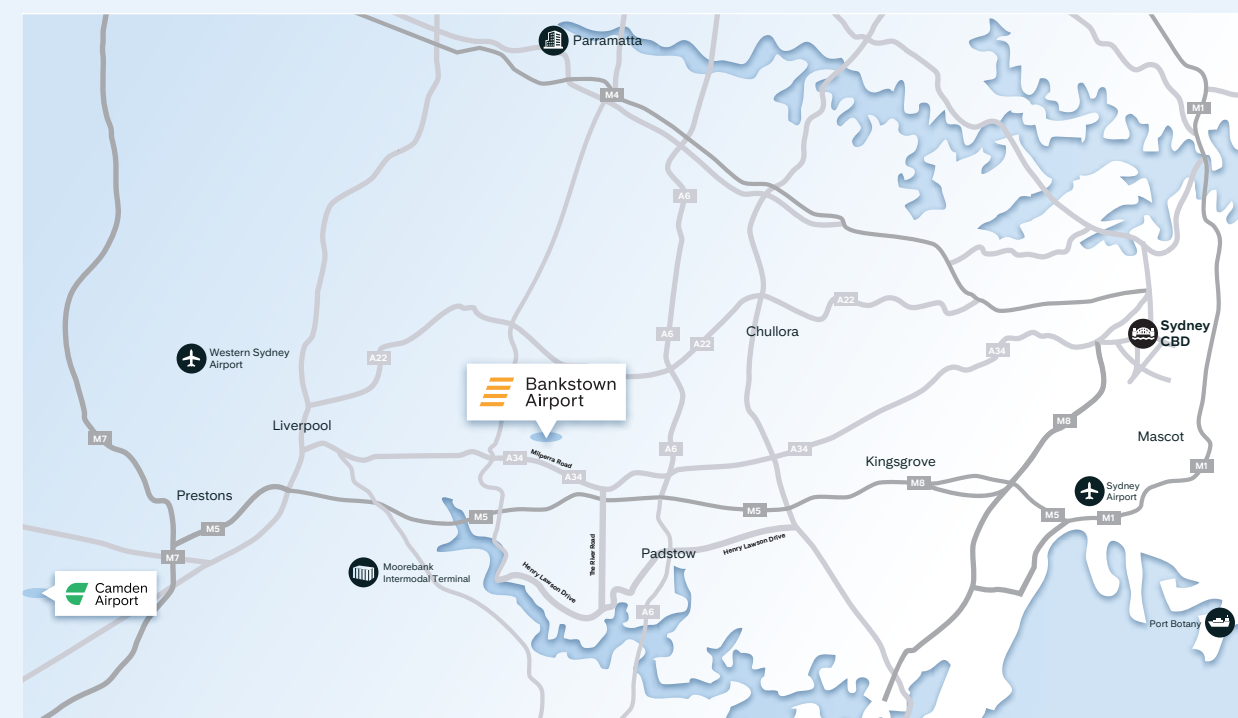 Parramatta
M4
M1
A6
A22
Sydney
CBD
Chullora
A6
A22
A34
Western Sydney
Airport
A22
Bankstown
Airport
M8
Liverpool
M7
Mascot
A34
Milperra Road
A34
A6
A34
Kingsgrove
M1
M8
Sydney
Airport
Prestons
M5
M5
M5
M5
M1
M7
The River Road
Henry Lawson Drive
Padstow
Moorebank
Intermodal Terminal
Henry Lawson Drive
Camden
Airport
A6
Port Botany